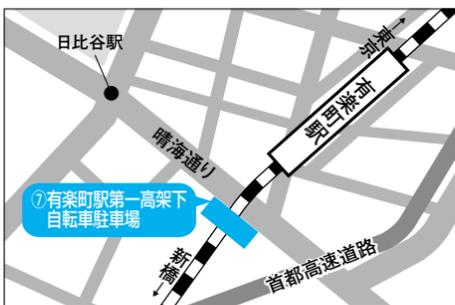 日比谷駅
↑東京
有楽町駅
晴海通り
⑦有楽町駅第一高架下
自転車駐車場
新橋↓
首都高速道路